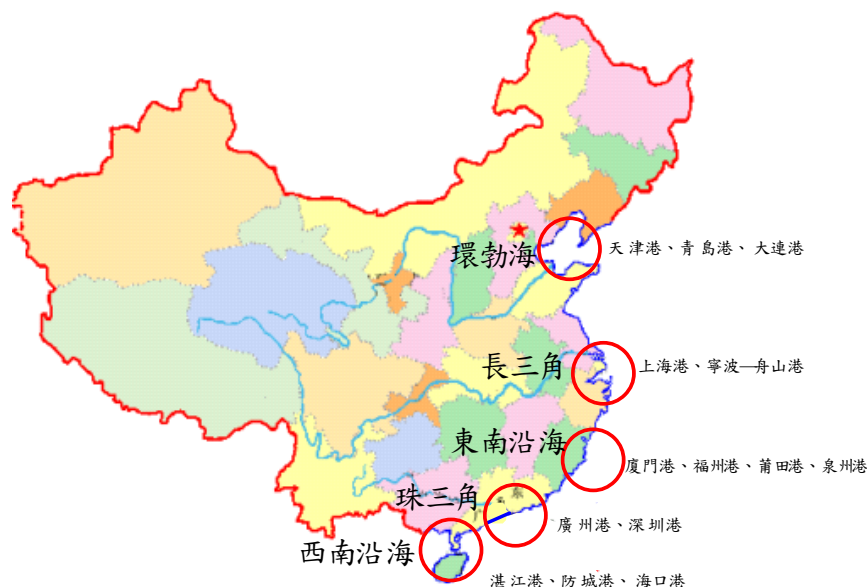 環勃海
天津港、青島港、大連港
長三角
上海港、寧波—舟山港
東南沿海
廈門港、福州港、莆田港、泉州港
珠三角
廣州港、深圳港
西南沿海
湛江港、防城港、海口港